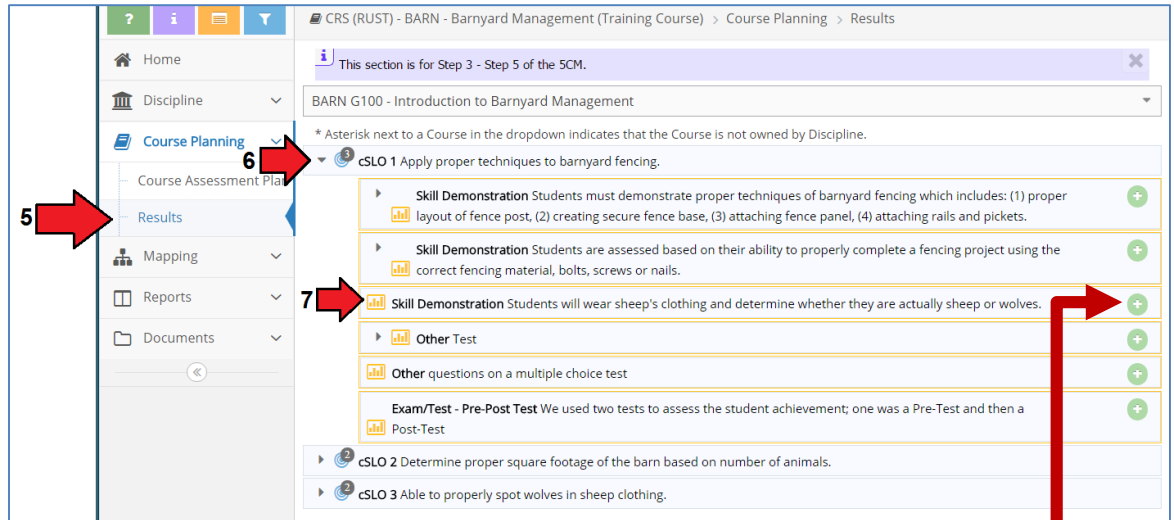 ? i
CRS (RUST) - BARN - Barnyard Management (Training Course) > Course Planning > Results
Home
Discipline
Course Planning
Course Assessment Plan
Results
Mapping
Reports
Documents
«
5
i This section is for Step 3 - Step 5 of the 5CM.
BARN G100 - Introduction to Barnyard Management
* Asterisk next to a Course in the dropdown indicates that the Course is not owned by Discipline.
6
3 cSLO 1 Apply proper techniques to barnyard fencing.
Skill Demonstration Students must demonstrate proper techniques of barnyard fencing which includes: (1) proper
layout of fence post, (2) creating secure fence base, (3) attaching fence panel, (4) attaching rails and pickets.
Skill Demonstration Students are assessed based on their ability to properly complete a fencing project using the
correct fencing material, bolts, screws or nails.
7
Skill Demonstration Students will wear sheep's clothing and determine whether they are actually sheep or wolves.
Other Test
Other questions on a multiple choice test
Exam/Test - Pre-Post Test We used two tests to assess the student achievement; one was a Pre-Test and then a
Post-Test
2 cSLO 2 Determine proper square footage of the barn based on number of animals.
2 cSLO 3 Able to properly spot wolves in sheep clothing.